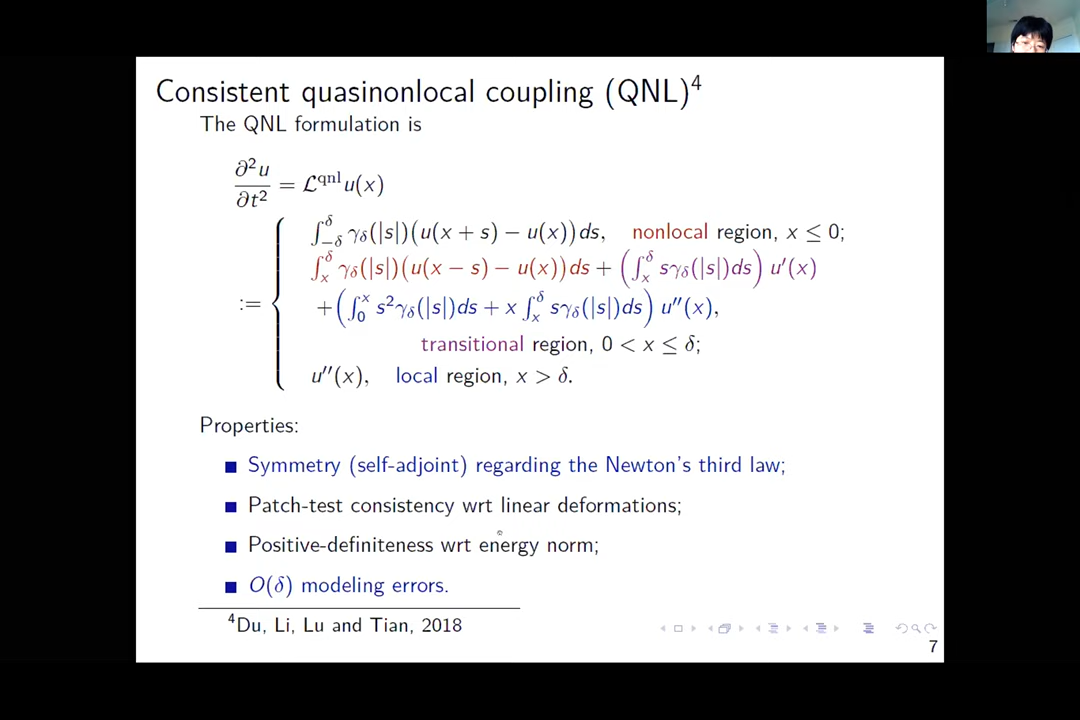 Consistent quasinonlocal coupling (QNL)⁴
The QNL formulation is
∂²u/∂t² = ℒ^qnl u(x)
:= { ∫_{-δ}^{δ} γ_δ(|s|)(u(x + s) − u(x))ds, nonlocal region, x ≤ 0;
∫_x^δ γ_δ(|s|)(u(x − s) − u(x))ds + (∫_x^δ sγ_δ(|s|)ds) u′(x)
+(∫_0^x s²γ_δ(|s|)ds + x ∫_x^δ sγ_δ(|s|)ds) u″(x),
transitional region, 0 < x ≤ δ;
u″(x), local region, x > δ.
Properties:
Symmetry (self-adjoint) regarding the Newton's third law;
Patch-test consistency wrt linear deformations;
Positive-definiteness wrt energy norm;
O(δ) modeling errors.
⁴Du, Li, Lu and Tian, 2018
7